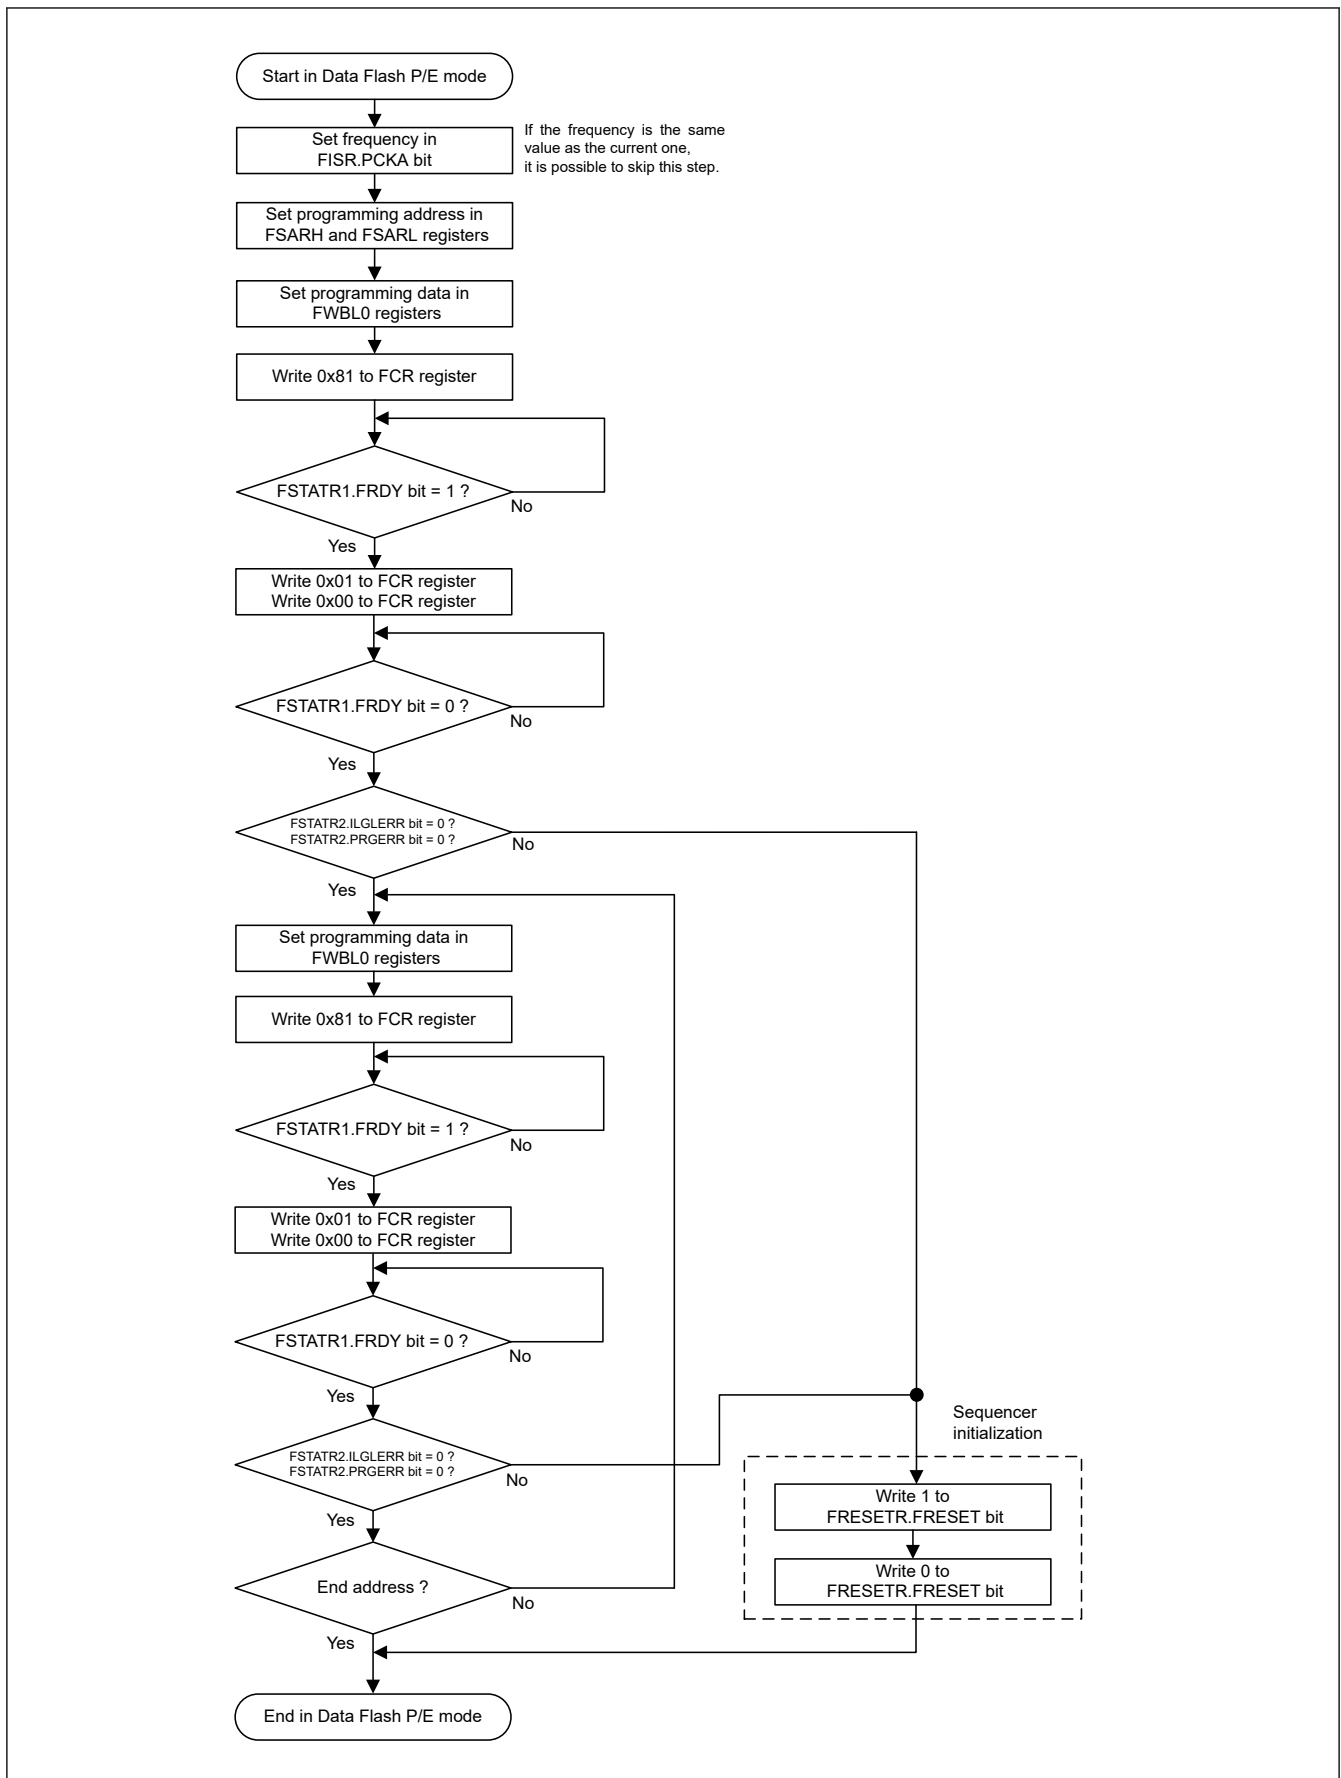 Start in Data Flash P/E mode
Set frequency in
FISR.PCKA bit
If the frequency is the same
value as the current one,
it is possible to skip this step.
Set programming address in
FSARH and FSARL registers
Set programming data in
FWBL0 registers
Write 0x81 to FCR register
FSTATR1.FRDY bit = 1 ?
No
Yes
Write 0x01 to FCR register
Write 0x00 to FCR register
FSTATR1.FRDY bit = 0 ?
No
Yes
FSTATR2.ILGLERR bit = 0 ?
FSTATR2.PRGERR bit = 0 ?
No
Yes
Set programming data in
FWBL0 registers
Write 0x81 to FCR register
FSTATR1.FRDY bit = 1 ?
No
Yes
Write 0x01 to FCR register
Write 0x00 to FCR register
FSTATR1.FRDY bit = 0 ?
No
Yes
FSTATR2.ILGLERR bit = 0 ?
FSTATR2.PRGERR bit = 0 ?
No
Yes
Sequencer
initialization
Write 1 to
FRESETR.FRESET bit
Write 0 to
FRESETR.FRESET bit
End address ?
No
Yes
End in Data Flash P/E mode